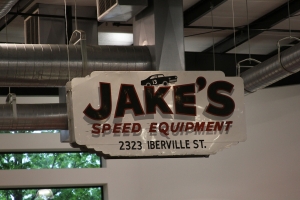 JAKE'S
SPEED EQUIPMENT
2323 IBERVILLE ST.